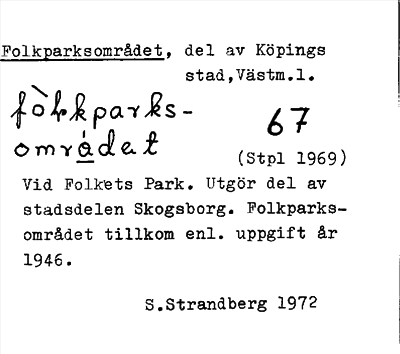 Folkparksområdet, del av Köpings
stad,Västm.l.
fòlkparks-
området
67
(Stpl 1969)
Vid Folkets Park. Utgör del av
stadsdelen Skogsborg. Folkparks-
området tillkom enl. uppgift år
1946.
S.Strandberg 1972